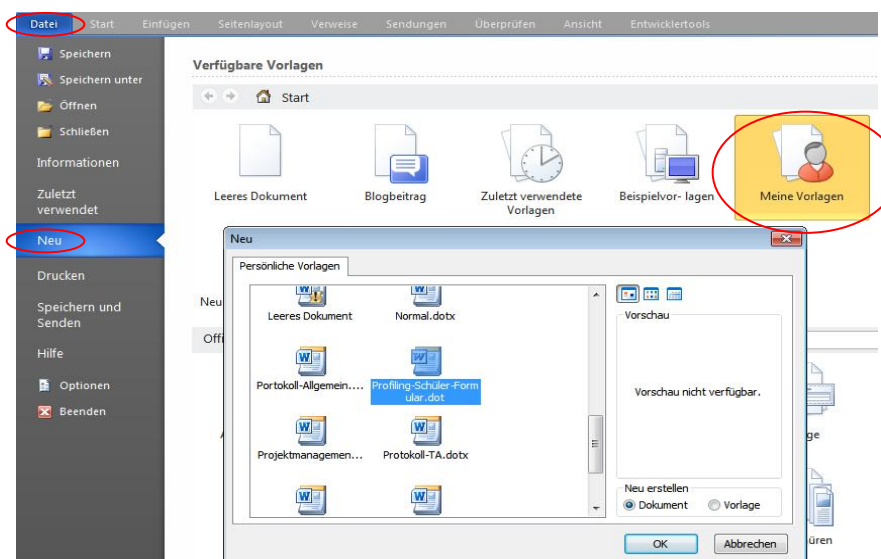 Datei Start Einfügen Seitenlayout Verweise Sendungen Überprüfen Ansicht Entwicklertools
Speichern
Speichern unter
Öffnen
Schließen
Informationen
Zuletzt
verwendet
Neu
Drucken
Speichern und
Senden
Hilfe
Optionen
Beenden
Verfügbare Vorlagen
Start
Leeres Dokument Blogbeitrag Zuletzt verwendete Beispielvor- lagen Meine Vorlagen
Vorlagen
Neu
Offi
Neu
Persönliche Vorlagen
Leeres Dokument Normal.dotx
Portokoll-Allgemein.... Profiling-Schüler-Form
ular.dot
Projektmanagemen... Protokoll-TA.dotx
Vorschau
Vorschau nicht verfügbar.
Neu erstellen
Dokument Vorlage
OK Abbrechen
ge
üren